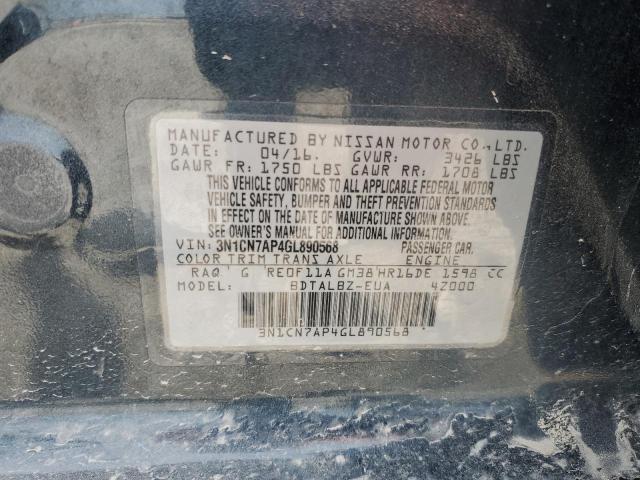 MANUFACTURED BY NISSAN MOTOR CO.,LTD.
DATE: 04/16. GVWR: 3426 LBS
GAWR FR: 1750 LBS GAWR RR: 1708 LBS
THIS VEHICLE CONFORMS TO ALL APPLICABLE FEDERAL MOTOR
VEHICLE SAFETY, BUMPER, AND THEFT PREVENTION STANDARDS
IN EFFECT ON THE DATE OF MANUFACTURE SHOWN ABOVE.
SEE OWNER'S MANUAL FOR ADDITIONAL INFORMATION.
VIN: 3N1CN7AP4GL890568 PASSENGER CAR.
COLOR TRIM TRANS AXLE ENGINE
RAQ G RE0F11A GM38 HR16DE 1598 CC
MODEL: BDTALBZ-EUA 42000
3N1CN7AP4GL890568